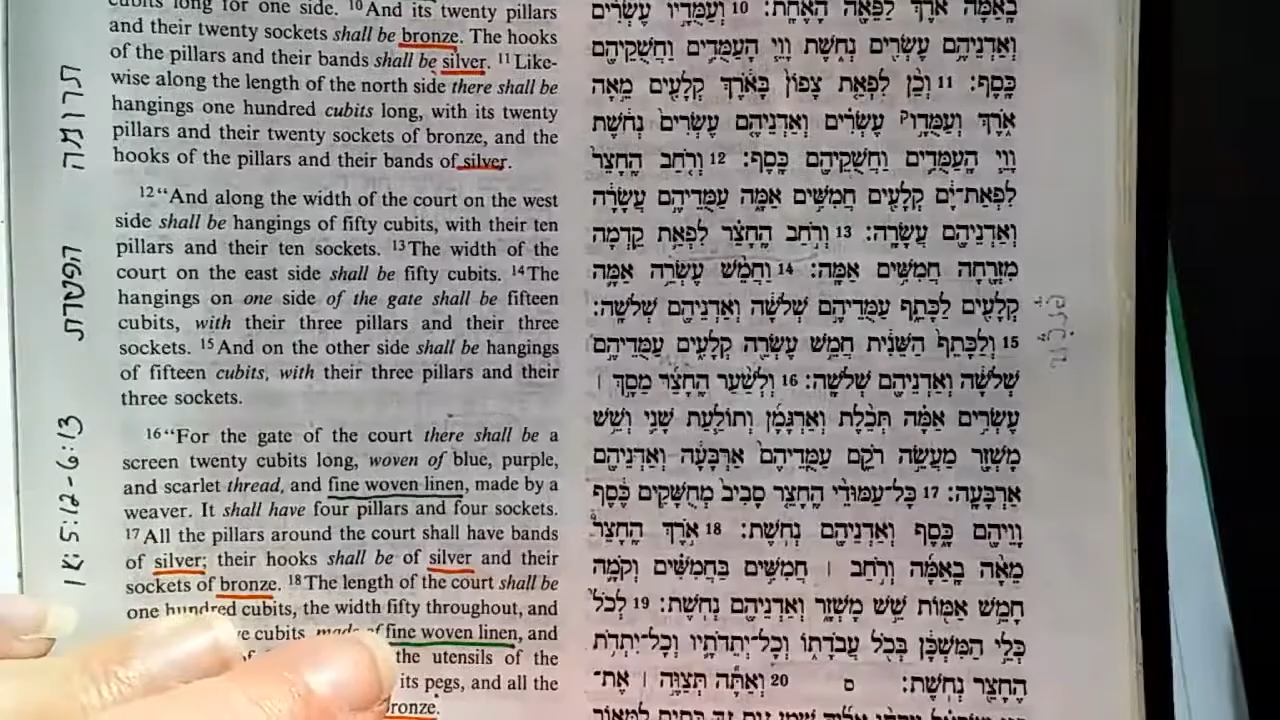 cubits long for one side. 10And its twenty pillars
and their twenty sockets shall be bronze. The hooks
of the pillars and their bands shall be silver. 11Like-
wise along the length of the north side there shall be
hangings one hundred cubits long, with its twenty
pillars and their twenty sockets of bronze, and the
hooks of the pillars and their bands of silver.
12"And along the width of the court on the west
side shall be hangings of fifty cubits, with their ten
pillars and their ten sockets. 13The width of the
court on the east side shall be fifty cubits. 14The
hangings on one side of the gate shall be fifteen
cubits, with their three pillars and their three
sockets. 15And on the other side shall be hangings
of fifteen cubits, with their three pillars and their
three sockets.
16"For the gate of the court there shall be a
screen twenty cubits long, woven of blue, purple,
and scarlet thread, and fine woven linen, made by a
weaver. It shall have four pillars and four sockets.
17All the pillars around the court shall have bands
of silver; their hooks shall be of silver and their
sockets of bronze. 18The length of the court shall be
one hundred cubits, the width fifty throughout, and
cubits, made of fine woven linen, and
the utensils of the
its pegs, and all the
bronze.
בָאַמָּה אֹרֶךְ לַפֵּאָה הָאֶחָת׃ 10 וְעַמֻּדָיו עֶשְׂרִים
וְאַדְנֵיהֶם עֶשְׂרִים נְחֹשֶׁת וָוֵי הָעַמֻּדִים וַחֲשֻׁקֵיהֶם
כָּסֶף׃ 11 וְכֵן לִפְאַת צָפוֹן בָּאֹרֶךְ קְלָעִים מֵאָה
אֹרֶךְ וְעַמֻּדָו עֶשְׂרִים וְאַדְנֵיהֶם עֶשְׂרִים נְחֹשֶׁת
וָוֵי הָעַמֻּדִים וַחֲשֻׁקֵיהֶם כָּסֶף׃ 12 וְרֹחַב הֶחָצֵר
לִפְאַת־יָם קְלָעִים חֲמִשִּׁים אַמָּה עַמֻּדֵיהֶם עֲשָׂרָה
וְאַדְנֵיהֶם עֲשָׂרָה׃ 13 וְרֹחַב הֶחָצֵר לִפְאַת קֵדְמָה
מִזְרָחָה חֲמִשִּׁים אַמָּה׃ 14 וַחֲמֵשׁ עֶשְׂרֵה אַמָּה
קְלָעִים לַכָּתֵף עַמֻּדֵיהֶם שְׁלֹשָׁה וְאַדְנֵיהֶם שְׁלֹשָׁה׃
15 וְלַכָּתֵף הַשֵּׁנִית חֲמֵשׁ עֶשְׂרֵה קְלָעִים עַמֻּדֵיהֶם
שְׁלֹשָׁה וְאַדְנֵיהֶם שְׁלֹשָׁה׃ 16 וּלְשַׁעַר הֶחָצֵר מָסָךְ ׀
עֶשְׂרִים אַמָּה תְּכֵלֶת וְאַרְגָּמָן וְתוֹלַעַת שָׁנִי וְשֵׁשׁ
מָשְׁזָר מַעֲשֵׂה רֹקֵם עַמֻּדֵיהֶם אַרְבָּעָה וְאַדְנֵיהֶם
אַרְבָּעָה׃ 17 כָּל־עַמּוּדֵי הֶחָצֵר סָבִיב מְחֻשָּׁקִים כֶּסֶף
וָוֵיהֶם כָּסֶף וְאַדְנֵיהֶם נְחֹשֶׁת׃ 18 אֹרֶךְ הֶחָצֵר
מֵאָה בָאַמָּה וְרֹחַב ׀ חֲמִשִּׁים בַּחֲמִשִּׁים וְקֹמָה
חָמֵשׁ אַמּוֹת שֵׁשׁ מָשְׁזָר וְאַדְנֵיהֶם נְחֹשֶׁת׃ 19 לְכֹל
כְּלֵי הַמִּשְׁכָּן בְּכֹל עֲבֹדָתוֹ וְכָל־יְתֵדֹתָיו וְכָל־יִתְדֹת
הֶחָצֵר נְחֹשֶׁת׃ ס 20 וְאַתָּה תְּצַוֶּה ׀ אֶת־
תרומה הפטרת 1K 5:12-6:13